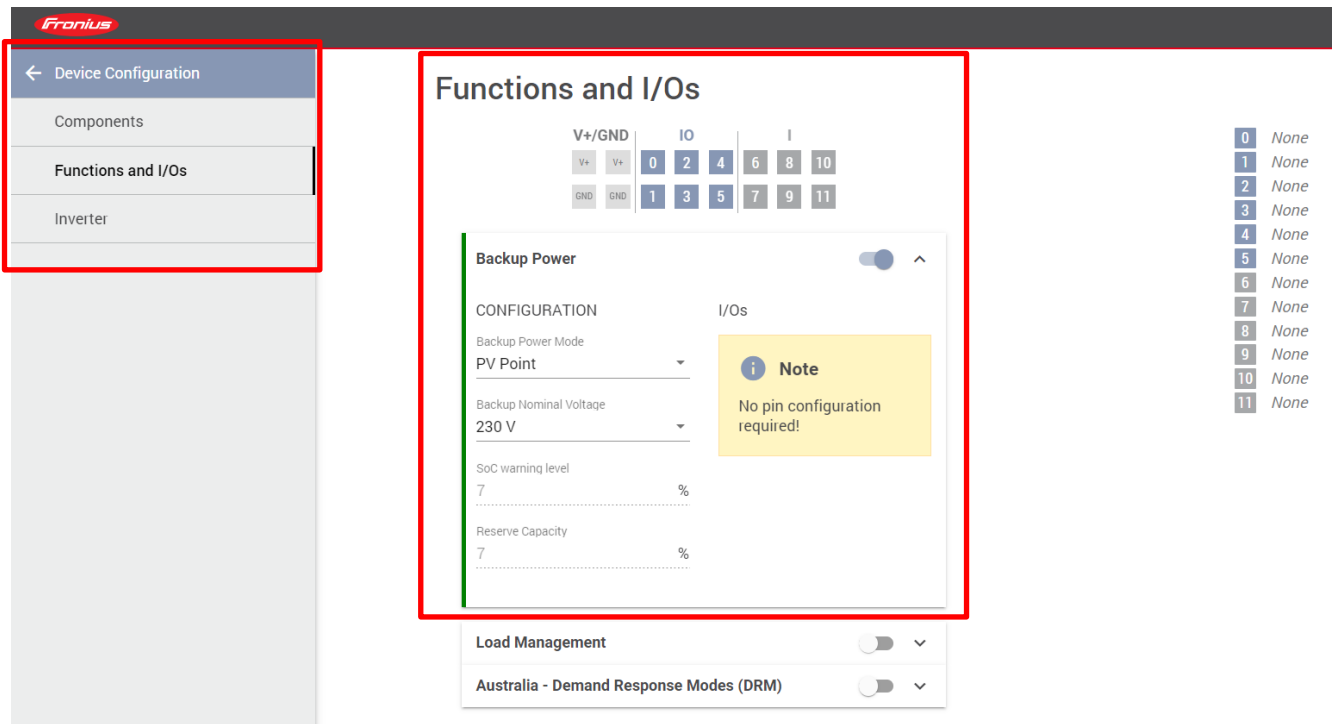 Fronius
Device Configuration
Components
Functions and I/Os
Inverter
Functions and I/Os
V+/GND IO I
V+ V+ 0 2 4 6 8 10
GND GND 1 3 5 7 9 11
Backup Power
CONFIGURATION
Backup Power Mode
PV Point
Backup Nominal Voltage
230 V
SoC warning level
7 %
Reserve Capacity
7 %
I/Os
i Note
No pin configuration
required!
Load Management
Australia - Demand Response Modes (DRM)
0 None
1 None
2 None
3 None
4 None
5 None
6 None
7 None
8 None
9 None
10 None
11 None